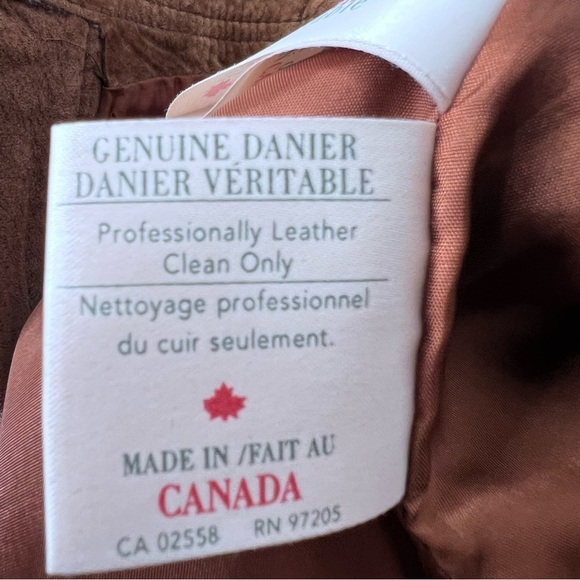 GENUINE DANIER
DANIER VÉRITABLE
Professionally Leather
Clean Only
Nettoyage professionnel
du cuir seulement.
MADE IN /FAIT AU
CANADA
CA 02558 RN 97205